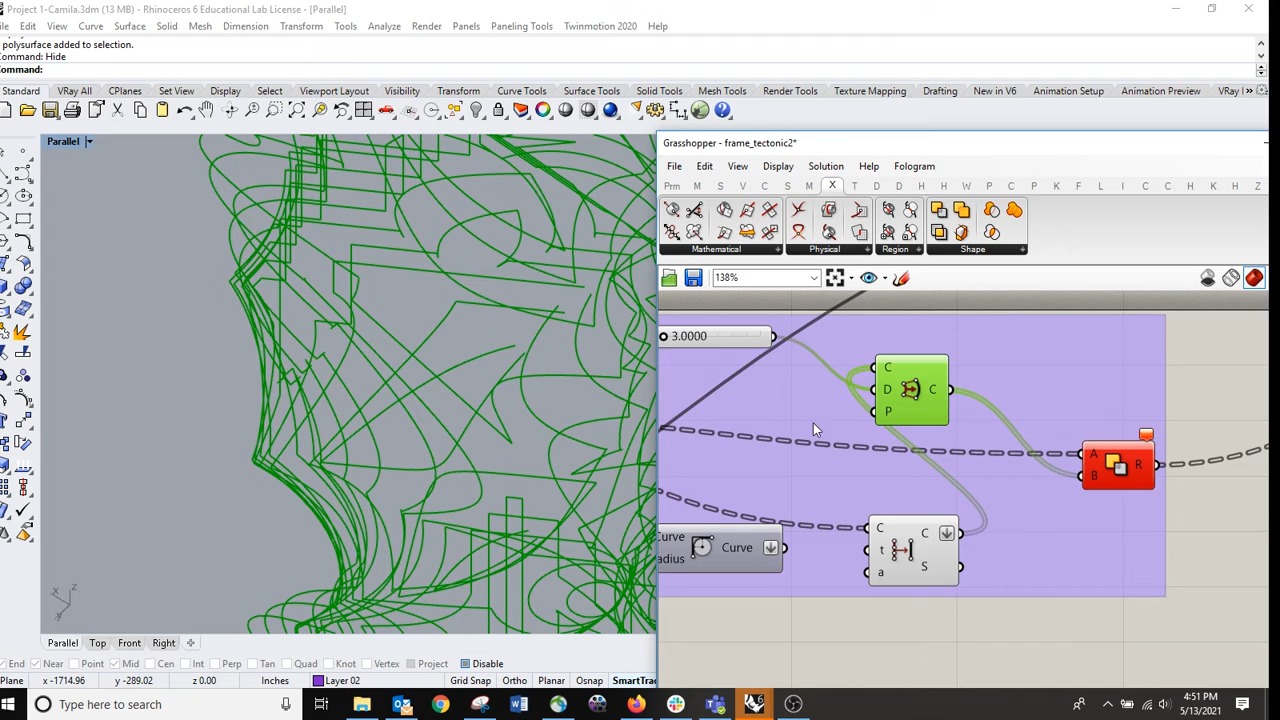 Project 1-Camila.3dm (13 MB) - Rhinoceros 6 Educational Lab License - [Parallel]
ile Edit View Curve Surface Solid Mesh Dimension Transform Tools Analyze Render Panels Paneling Tools Twinmotion 2020 Help
polysurface added to selection.
Command: Hide
Command:
Standard VRay All CPlanes Set View Display Select Viewport Layout Visibility Transform Curve Tools Surface Tools Solid Tools Mesh Tools Render Tools Texture Mapping Drafting New in V6 Animation Setup Animation Preview VRay l
Parallel
Grasshopper - frame_tectonic2*
File Edit View Display Solution Help Fologram
Prm M S V C S M X T D D H W P C P K F L I C C H K H Z
Mathematical Physical Region Shape
138%
3.0000
C
D C
P
A
R
B
C C
t
a S
Curve
adius
Curve
x z
y
Parallel Top Front Right
End Near Point Mid Cen Int Perp Tan Quad Knot Vertex Project Disable
Plane x -1714.96 y -289.02 z 0.00 Inches Layer 02 Grid Snap Ortho Planar Osnap SmartTra
Type here to search
4:51 PM
5/13/2021